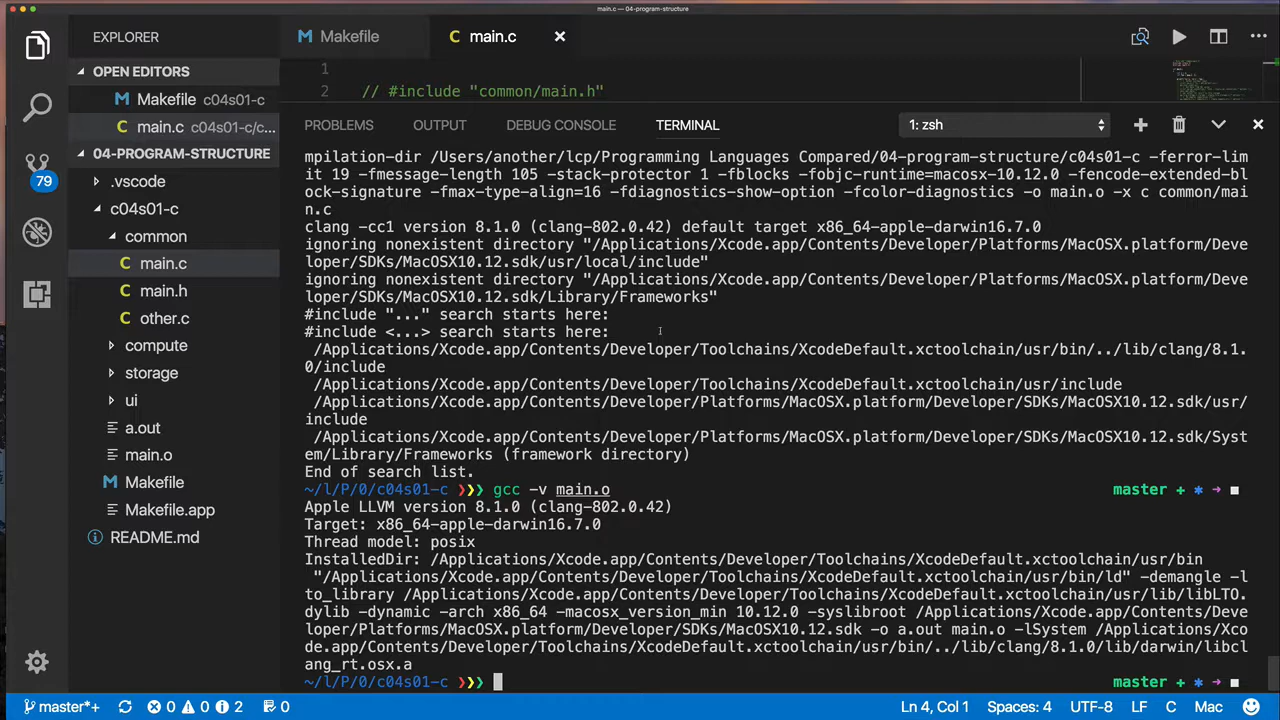 main.c — 04-program-structure
EXPLORER
OPEN EDITORS
Makefile c04s01-c
main.c c04s01-c/c...
04-PROGRAM-STRUCTURE
.vscode
c04s01-c
common
main.c
main.h
other.c
compute
storage
ui
a.out
main.o
Makefile
Makefile.app
README.md
79
Makefile
main.c
1
2 // #include "common/main.h"
PROBLEMS OUTPUT DEBUG CONSOLE TERMINAL 1: zsh
mpilation-dir /Users/another/lcp/Programming Languages Compared/04-program-structure/c04s01-c -ferror-lim
it 19 -fmessage-length 105 -stack-protector 1 -fblocks -fobjc-runtime=macosx-10.12.0 -fencode-extended-bl
ock-signature -fmax-type-align=16 -fdiagnostics-show-option -fcolor-diagnostics -o main.o -x c common/mai
n.c
clang -cc1 version 8.1.0 (clang-802.0.42) default target x86_64-apple-darwin16.7.0
ignoring nonexistent directory "/Applications/Xcode.app/Contents/Developer/Platforms/MacOSX.platform/Deve
loper/SDKs/MacOSX10.12.sdk/usr/local/include"
ignoring nonexistent directory "/Applications/Xcode.app/Contents/Developer/Platforms/MacOSX.platform/Deve
loper/SDKs/MacOSX10.12.sdk/Library/Frameworks"
#include "..." search starts here:
#include <...> search starts here:
/Applications/Xcode.app/Contents/Developer/Toolchains/XcodeDefault.xctoolchain/usr/bin/../lib/clang/8.1.
0/include
/Applications/Xcode.app/Contents/Developer/Toolchains/XcodeDefault.xctoolchain/usr/include
/Applications/Xcode.app/Contents/Developer/Platforms/MacOSX.platform/Developer/SDKs/MacOSX10.12.sdk/usr/
include
/Applications/Xcode.app/Contents/Developer/Platforms/MacOSX.platform/Developer/SDKs/MacOSX10.12.sdk/Syst
em/Library/Frameworks (framework directory)
End of search list.
~/l/P/0/c04s01-c ❯❯❯ gcc -v main.o master + ✱ → ■
Apple LLVM version 8.1.0 (clang-802.0.42)
Target: x86_64-apple-darwin16.7.0
Thread model: posix
InstalledDir: /Applications/Xcode.app/Contents/Developer/Toolchains/XcodeDefault.xctoolchain/usr/bin
"/Applications/Xcode.app/Contents/Developer/Toolchains/XcodeDefault.xctoolchain/usr/bin/ld" -demangle -l
to_library /Applications/Xcode.app/Contents/Developer/Toolchains/XcodeDefault.xctoolchain/usr/lib/libLTO.
dylib -dynamic -arch x86_64 -macosx_version_min 10.12.0 -syslibroot /Applications/Xcode.app/Contents/Deve
loper/Platforms/MacOSX.platform/Developer/SDKs/MacOSX10.12.sdk -o a.out main.o -lSystem /Applications/Xco
de.app/Contents/Developer/Toolchains/XcodeDefault.xctoolchain/usr/bin/../lib/clang/8.1.0/lib/darwin/libcl
ang_rt.osx.a
~/l/P/0/c04s01-c ❯❯❯ master + ✱ → ■
master*+ 0 0 2 0 Ln 4, Col 1 Spaces: 4 UTF-8 LF C Mac